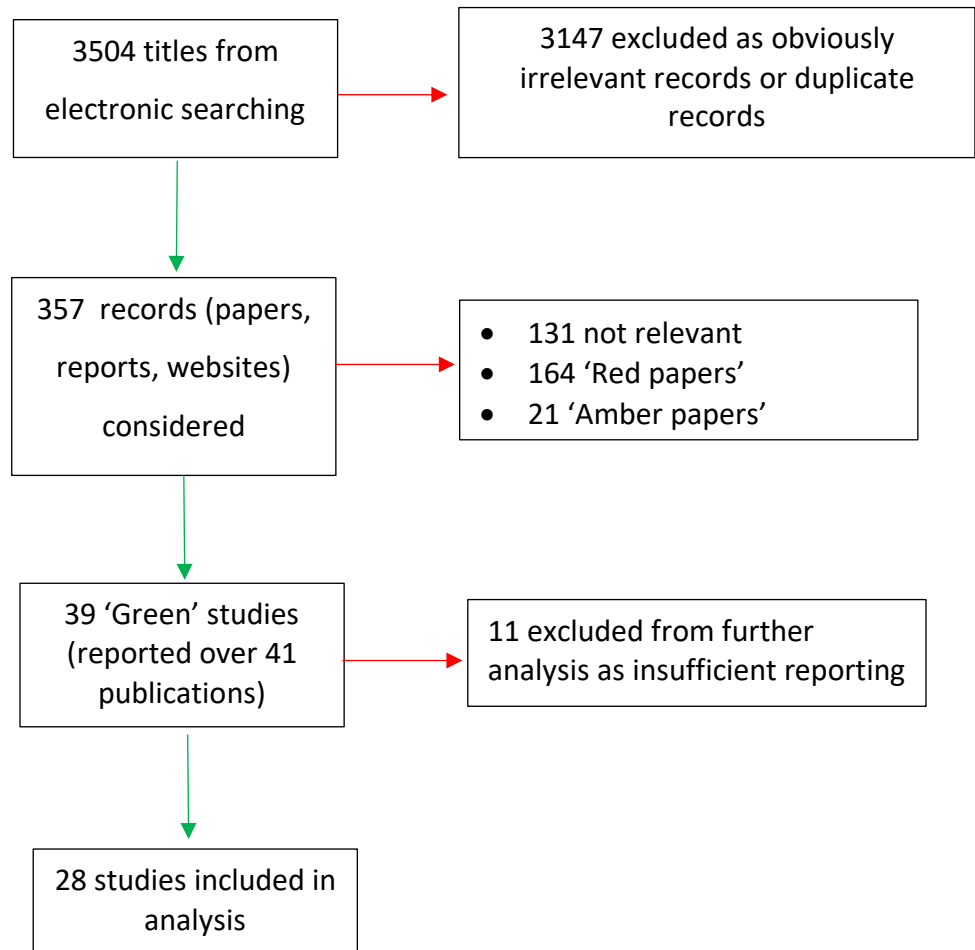 3504 titles from
electronic searching
3147 excluded as obviously
irrelevant records or duplicate
records
357 records (papers,
reports, websites)
considered
• 131 not relevant
• 164 ‘Red papers’
• 21 ‘Amber papers’
39 ‘Green’ studies
(reported over 41
publications)
11 excluded from further
analysis as insufficient reporting
28 studies included in
analysis